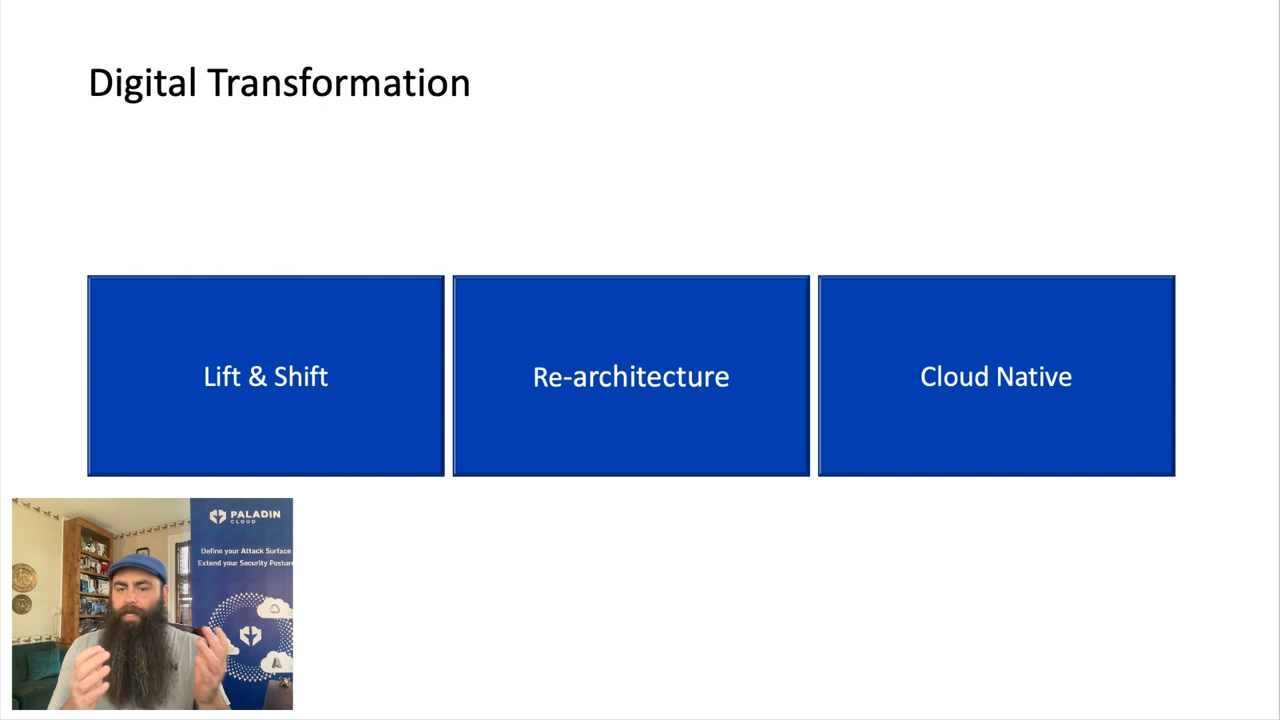 Digital Transformation
Lift & Shift
Re-architecture
Cloud Native
PALADIN
CLOUD
Define your Attack Surface
Extend your Security Posture